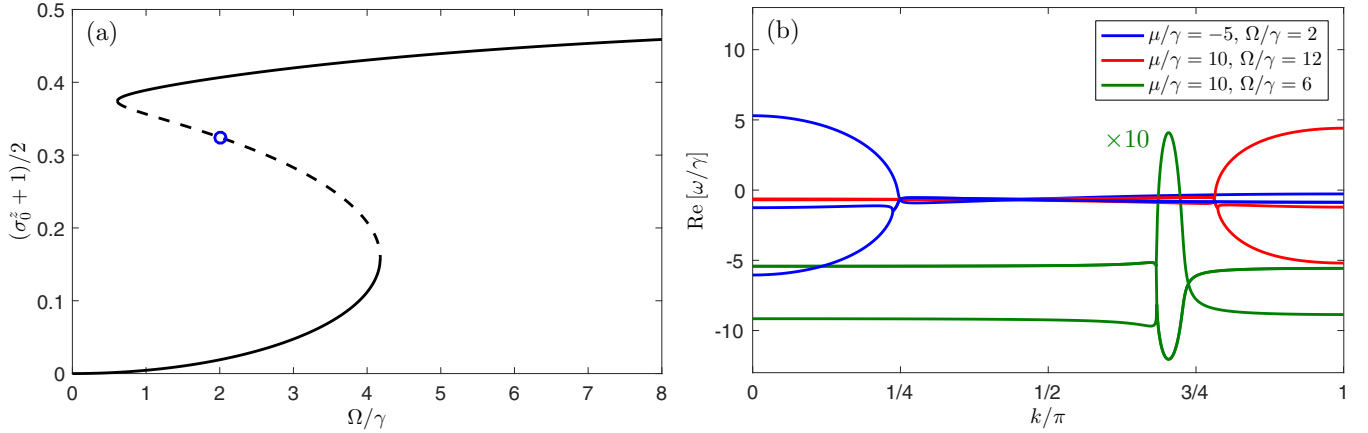 (a)
(σ₀ᶻ + 1)/2
0.5
0.4
0.3
0.2
0.1
0
0 1 2 3 4 5 6 7 8
Ω/γ
(b)
μ/γ = −5, Ω/γ = 2
μ/γ = 10, Ω/γ = 12
μ/γ = 10, Ω/γ = 6
×10
Re [ω/γ]
10
5
0
-5
-10
0 1/4 1/2 3/4 1
k/π